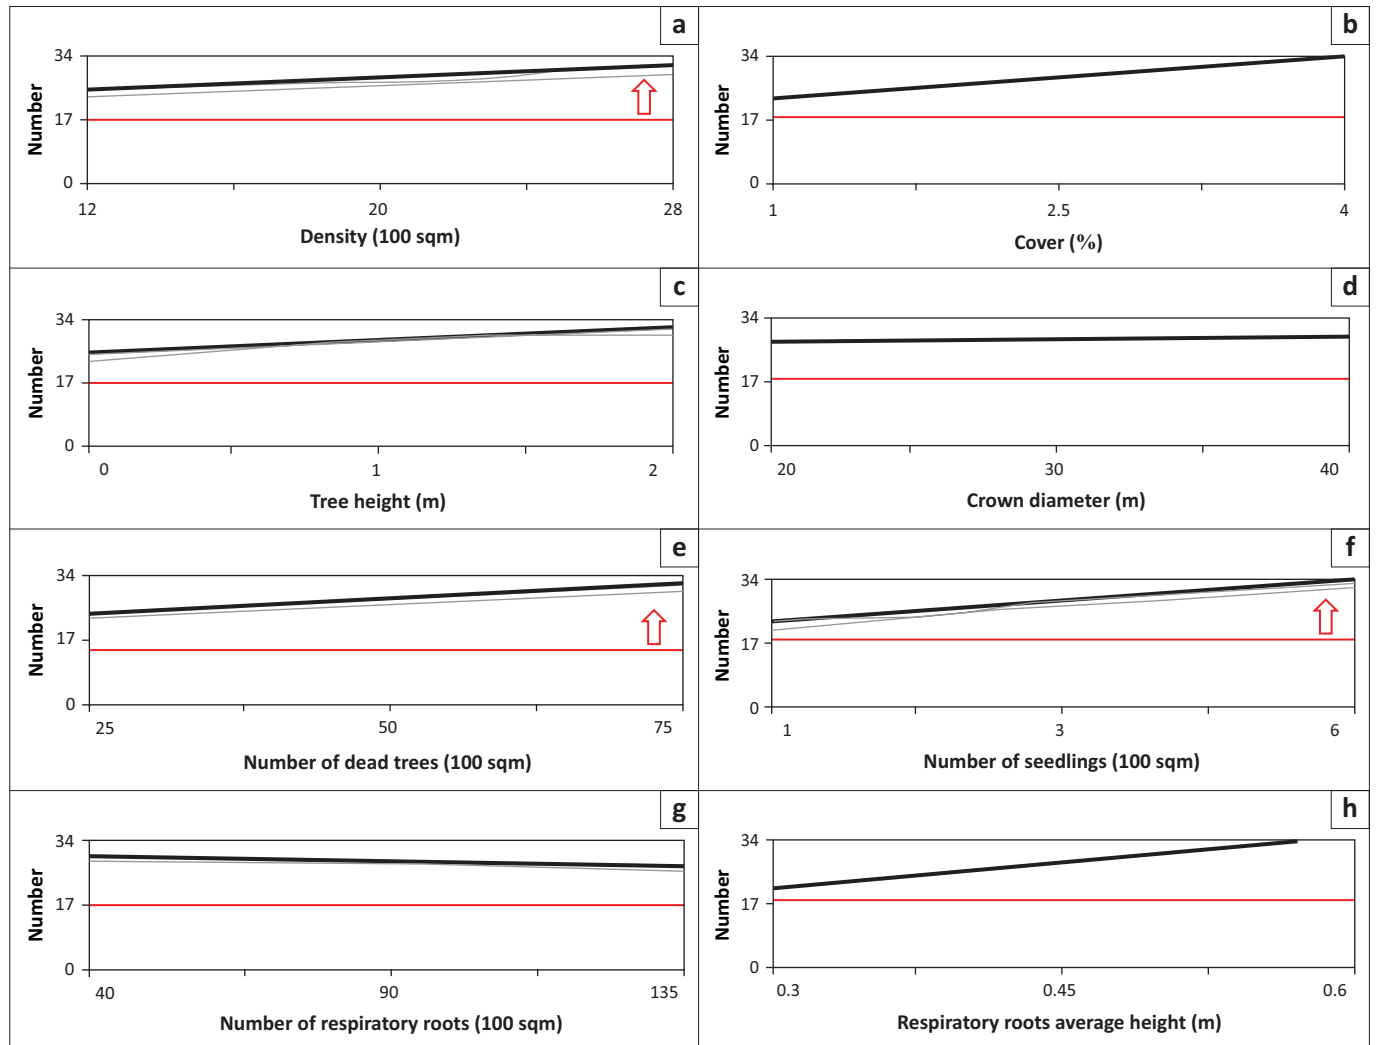 a
34
17
0
Number
12 20 28
Density (100 sqm)
b
34
17
0
Number
1 2.5 4
Cover (%)
c
34
17
0
Number
0 1 2
Tree height (m)
d
34
17
0
Number
20 30 40
Crown diameter (m)
e
34
17
0
Number
25 50 75
Number of dead trees (100 sqm)
f
34
17
0
Number
1 3 6
Number of seedlings (100 sqm)
g
34
17
0
Number
40 90 135
Number of respiratory roots (100 sqm)
h
34
17
0
Number
0.3 0.45 0.6
Respiratory roots average height (m)